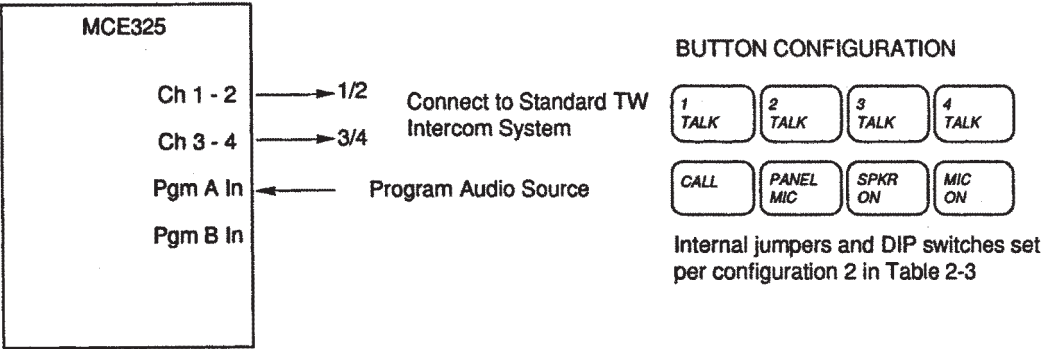 MCE325
Ch 1 - 2
1/2
Ch 3 - 4
3/4
Connect to Standard TW
Intercom System
Pgm A In
Program Audio Source
Pgm B In
BUTTON CONFIGURATION
1
TALK
2
TALK
3
TALK
4
TALK
CALL
PANEL
MIC
SPKR
ON
MIC
ON
Internal jumpers and DIP switches set
per configuration 2 in Table 2-3